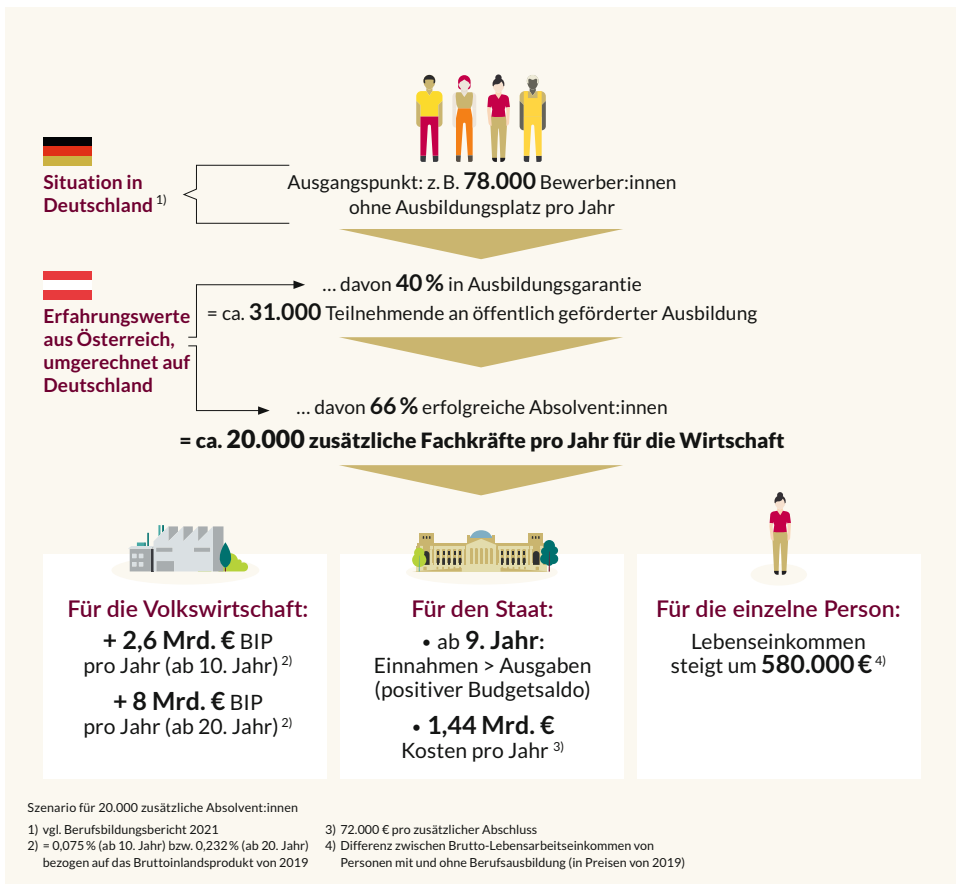 Situation in
Deutschland 1)
Ausgangspunkt: z. B. 78.000 Bewerber:innen
ohne Ausbildungsplatz pro Jahr
Erfahrungswerte
aus Österreich,
umgerechnet auf
Deutschland
... davon 40 % in Ausbildungsgarantie
= ca. 31.000 Teilnehmende an öffentlich geförderter Ausbildung
... davon 66 % erfolgreiche Absolvent:innen
= ca. 20.000 zusätzliche Fachkräfte pro Jahr für die Wirtschaft
Für die Volkswirtschaft:
+ 2,6 Mrd. € BIP
pro Jahr (ab 10. Jahr) 2)
+ 8 Mrd. € BIP
pro Jahr (ab 20. Jahr) 2)
Für den Staat:
• ab 9. Jahr:
Einnahmen > Ausgaben
(positiver Budgetsaldo)
• 1,44 Mrd. €
Kosten pro Jahr 3)
Für die einzelne Person:
Lebenseinkommen
steigt um 580.000 € 4)
Szenario für 20.000 zusätzliche Absolvent:innen
1) vgl. Berufsbildungsbericht 2021
2) = 0,075 % (ab 10. Jahr) bzw. 0,232 % (ab 20. Jahr)
bezogen auf das Bruttoinlandsprodukt von 2019
3) 72.000 € pro zusätzlicher Abschluss
4) Differenz zwischen Brutto-Lebensarbeitseinkommen von
Personen mit und ohne Berufsausbildung (in Preisen von 2019)